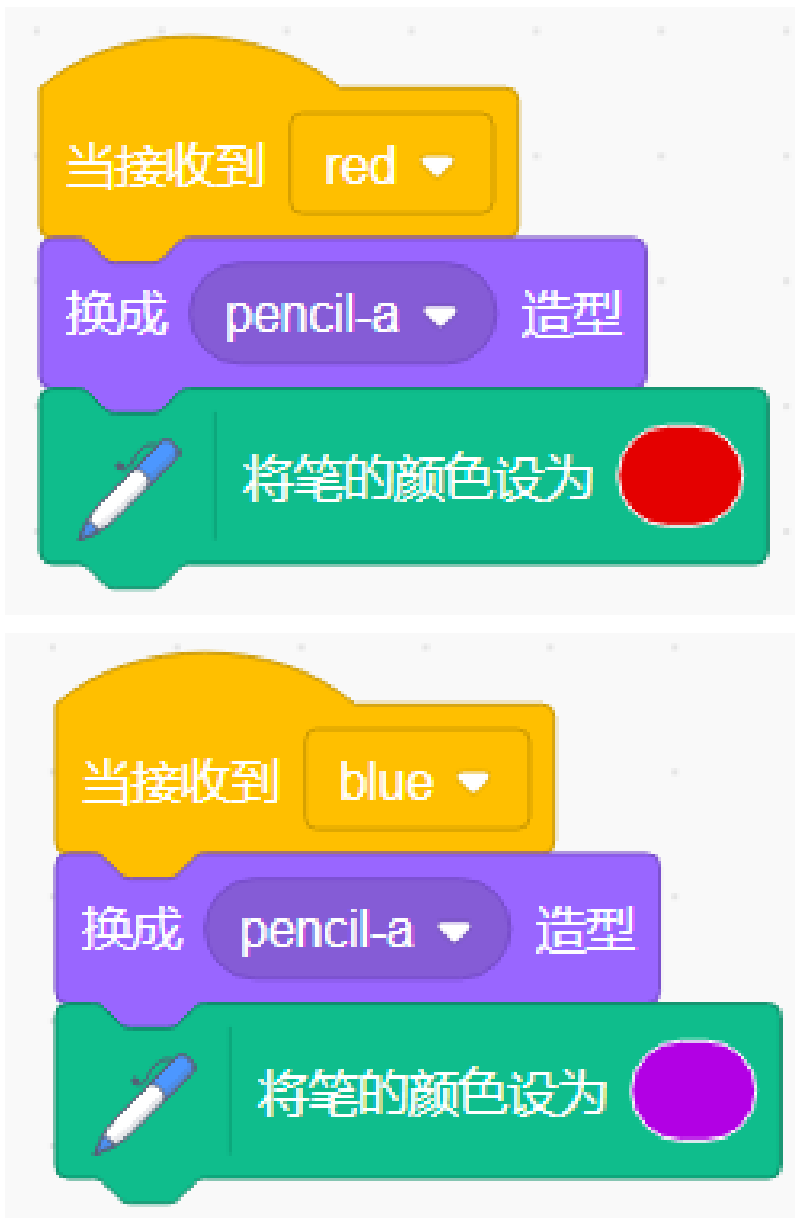 当接收到 red
换成 pencil-a 造型
将笔的颜色设为
当接收到 blue
换成 pencil-a 造型
将笔的颜色设为